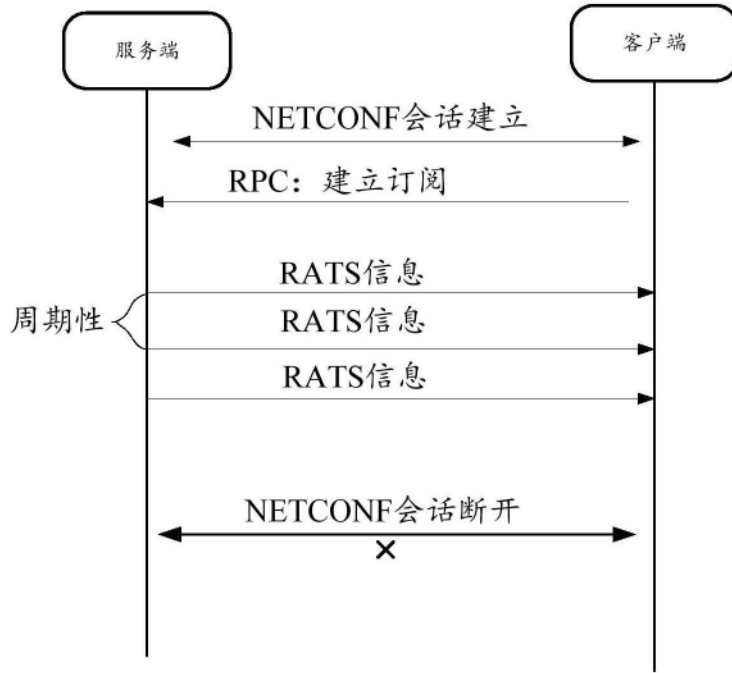 服务端
客户端
NETCONF会话建立
RPC：建立订阅
RATS信息
周期性
RATS信息
RATS信息
NETCONF会话断开